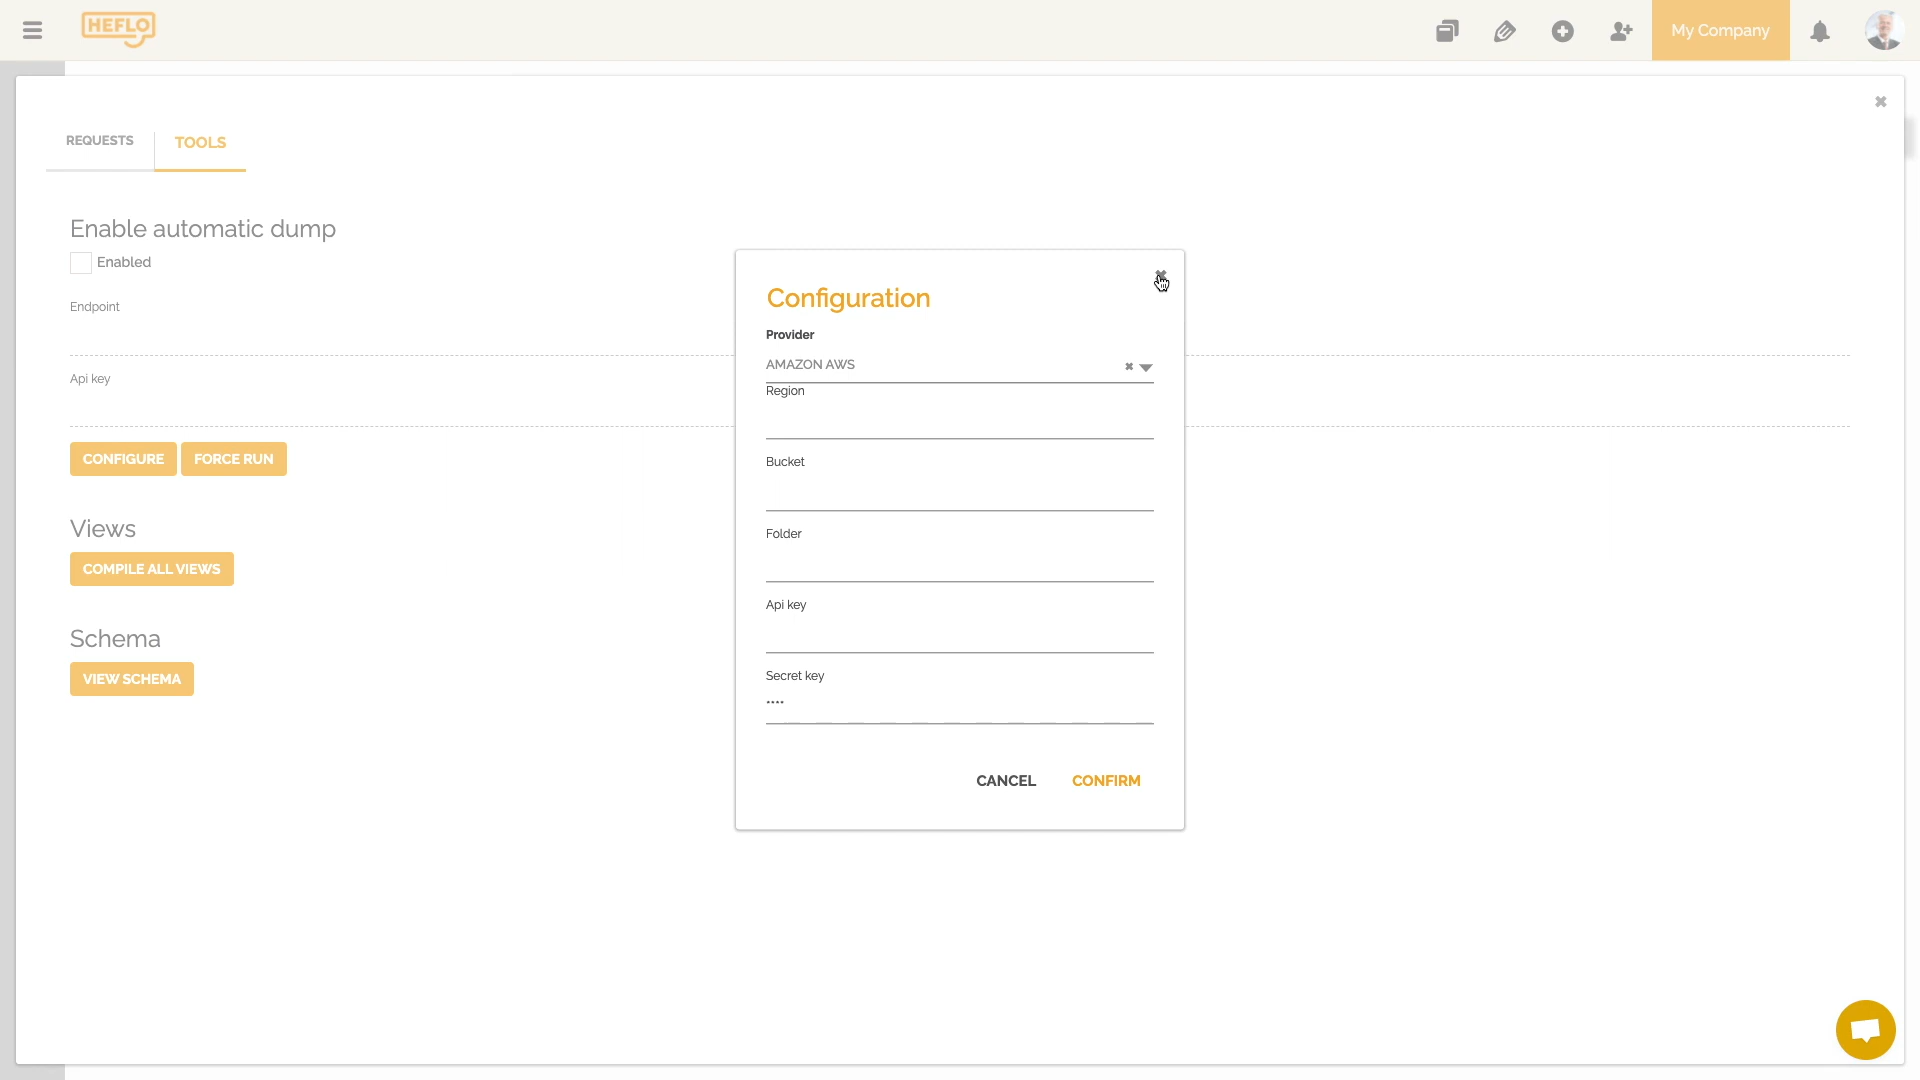 HEFLO
My Company
REQUESTS
TOOLS
Enable automatic dump
Enabled
Endpoint
Api key
CONFIGURE
FORCE RUN
Views
COMPILE ALL VIEWS
Schema
VIEW SCHEMA
Configuration
Provider
AMAZON AWS
Region
Bucket
Folder
Api key
Secret key
****
CANCEL
CONFIRM